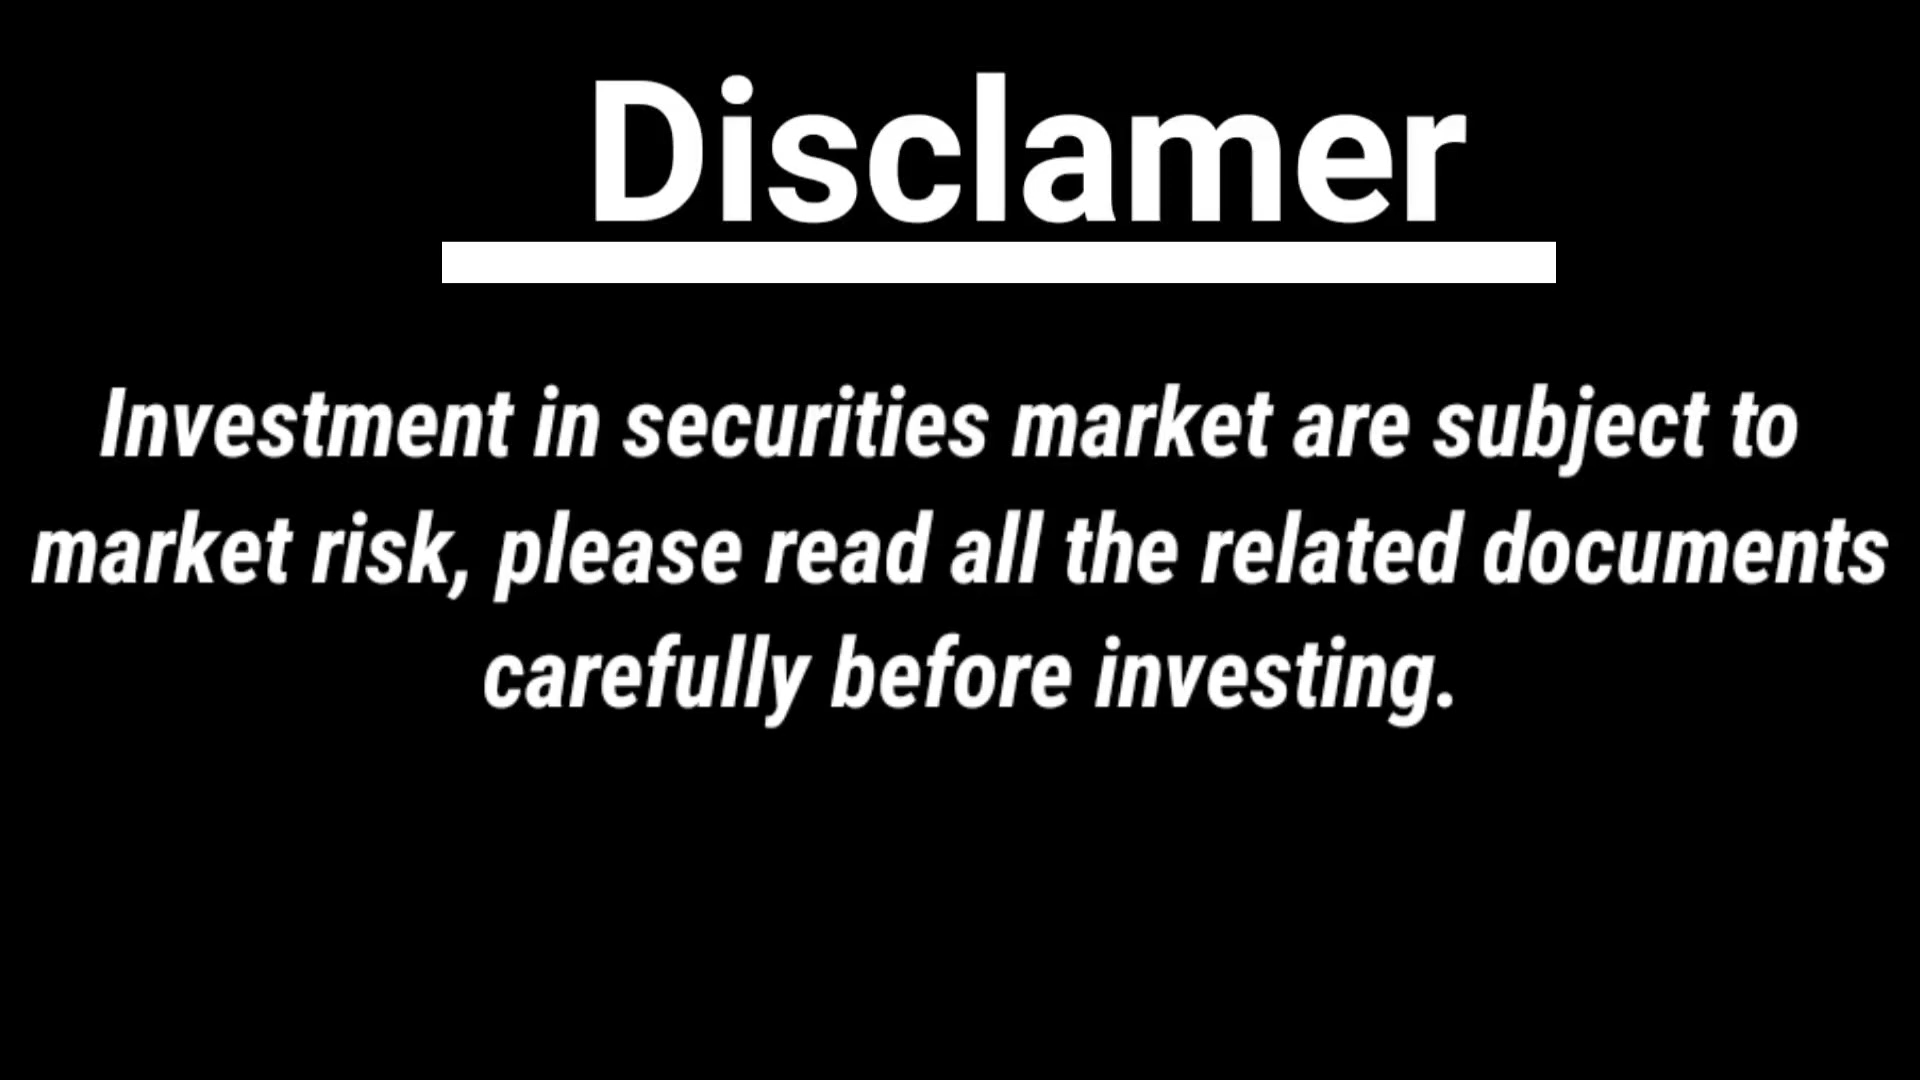 Disclamer
Investment in securities market are subject to
market risk, please read all the related documents
carefully before investing.